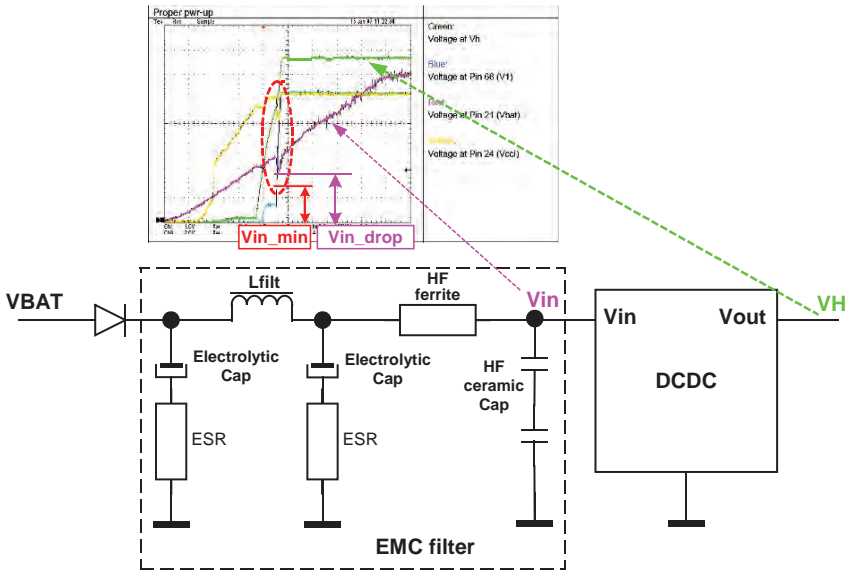 Proper pwr-up
Sample
Green:
Voltage at Vh
Blue:
Voltage at Pin 68 (V1)
Voltage at Pin 21 (Vbat)
Voltage at Pin 24 (Vccl)
Vin_min
Vin_drop
VBAT
Lfilt
HF
ferrite
Vin
VH
Vin
Vout
Electrolytic
Cap
Electrolytic
Cap
HF
ceramic
Cap
DCDC
ESR
ESR
EMC filter